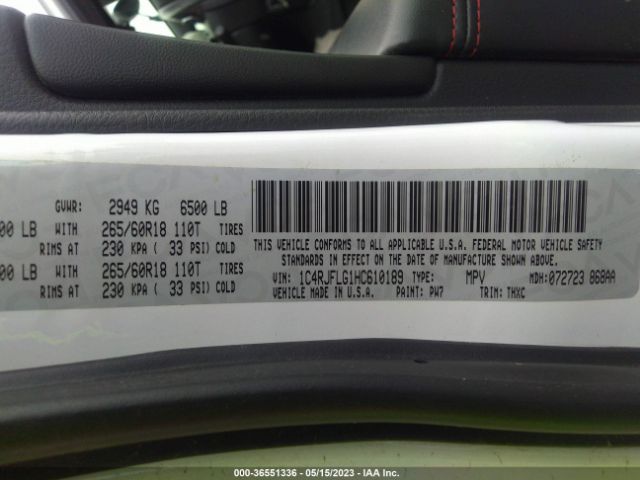 GVWR: 2949 KG 6500 LB
00 LB WITH 265/60R18 110T TIRES
RIMS AT 230 KPA ( 33 PSI) COLD
00 LB WITH 265/60R18 110T TIRES
RIMS AT 230 KPA ( 33 PSI) COLD
THIS VEHICLE CONFORMS TO ALL APPLICABLE U.S.A. FEDERAL MOTOR VEHICLE SAFETY
STANDARDS IN EFFECT ON THE DATE OF MANUFACTURE SHOWN ABOVE.
VIN: 1C4RJFLG1HC610189 TYPE: MPV MDH: 072723 868AA
VEHICLE MADE IN U.S.A. PAINT: PW7 TRIM: THXC
000-36551336 - 05/15/2023 - IAA Inc.